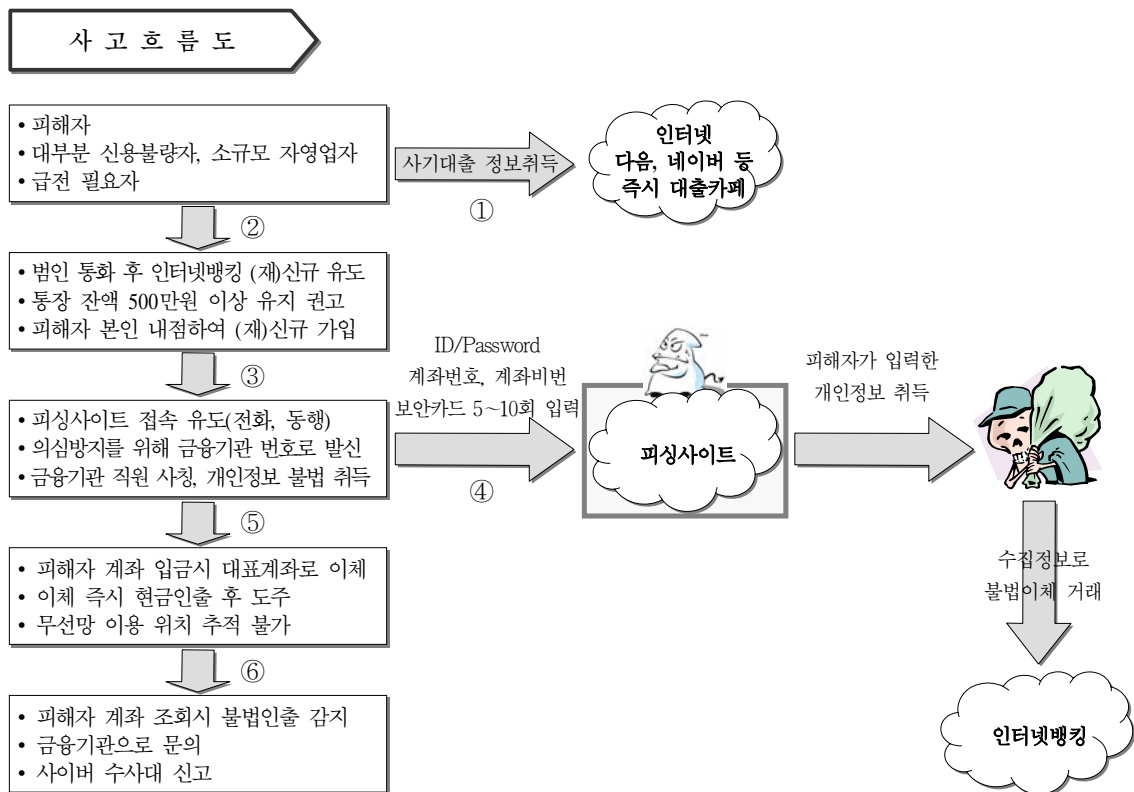 사 고 흐 름 도
• 피해자
• 대부분 신용불량자, 소규모 자영업자
• 급전 필요자
사기대출 정보취득
①
인터넷
다음, 네이버 등
즉시 대출카페
②
• 범인 통화 후 인터넷뱅킹 (재)신규 유도
• 통장 잔액 500만원 이상 유지 권고
• 피해자 본인 내점하여 (재)신규 가입
③
• 피싱사이트 접속 유도(전화, 동행)
• 의심방지를 위해 금융기관 번호로 발신
• 금융기관 직원 사칭, 개인정보 불법 취득
ID/Password
계좌번호, 계좌비번
보안카드 5~10회 입력
④
피싱사이트
피해자가 입력한
개인정보 취득
⑤
• 피해자 계좌 입금시 대표계좌로 이체
• 이체 즉시 현금인출 후 도주
• 무선망 이용 위치 추적 불가
수집정보로
불법이체 거래
⑥
• 피해자 계좌 조회시 불법인출 감지
• 금융기관으로 문의
• 사이버 수사대 신고
인터넷뱅킹